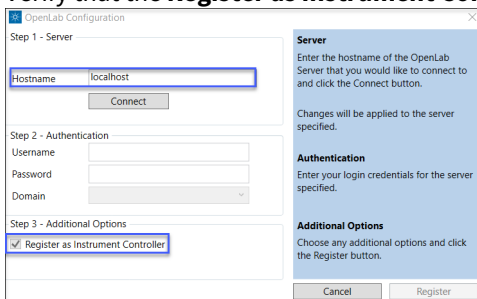 Verify that the Register as Instrument Con
OpenLab Configuration
Step 1 - Server
Hostname
localhost
Connect
Step 2 - Authentication
Username
Password
Domain
Step 3 - Additional Options
Register as Instrument Controller
Server
Enter the hostname of the OpenLab
Server that you would like to connect to
and click the Connect button.
Changes will be applied to the server
specified.
Authentication
Enter your login credentials for the server
specified.
Additional Options
Choose any additional options and click
the Register button.
Cancel
Register